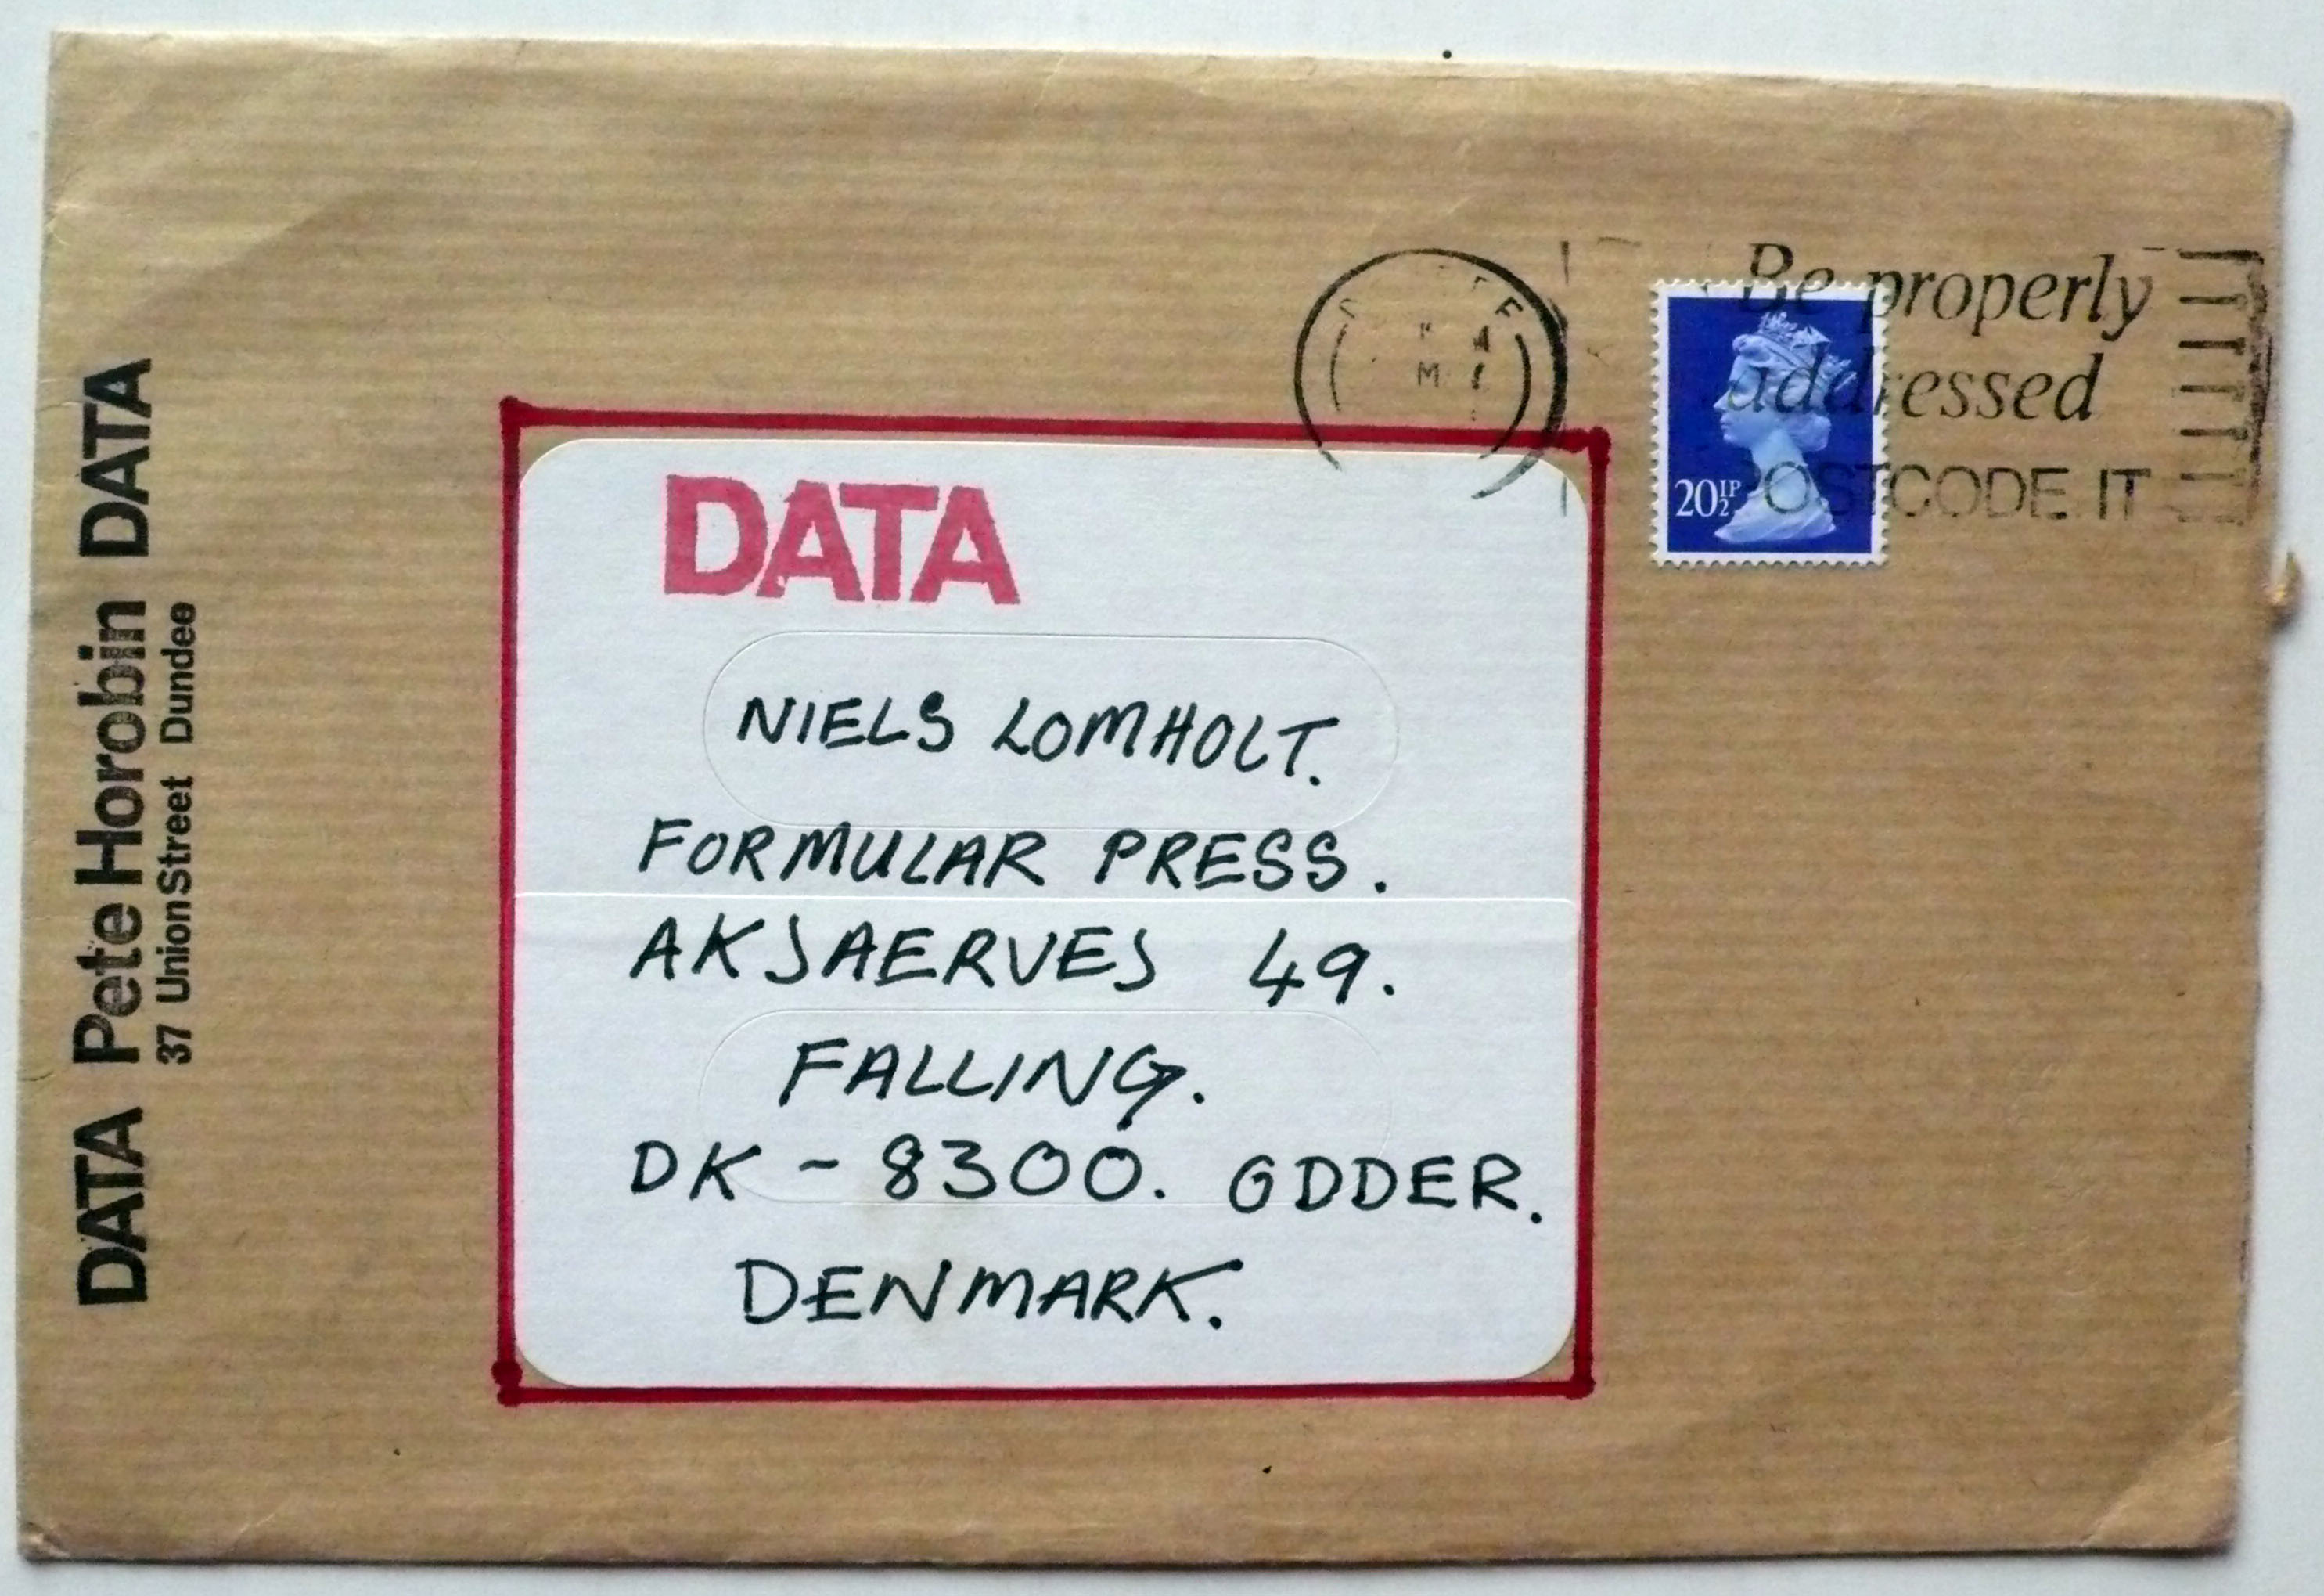 DATA Pete Horobin DATA
37 Union Street Dundee
Be properly
addressed
POSTCODE IT
20½P
DATA
NIELS LOMHOLT.
FORMULAR PRESS.
AKSAERVES 49.
FALLING.
DK - 8300. ODDER.
DENMARK.